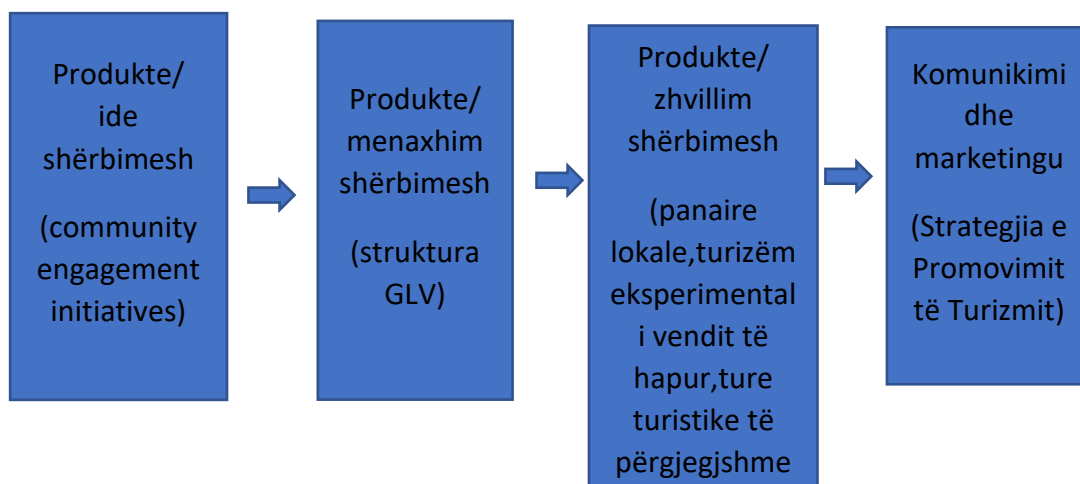 Produkte/
ide
shërbimesh
(community
engagement
initiatives)
Produkte/
menaxhim
shërbimesh
(struktura
GLV)
Produkte/
zhvillim
shërbimesh
(panaire
lokale,turizëm
eksperimental
i vendit të
hapur,ture
turistike të
përgjegjshme
Komunikimi
dhe
marketingu
(Strategjia e
Promovimit
të Turizmit)